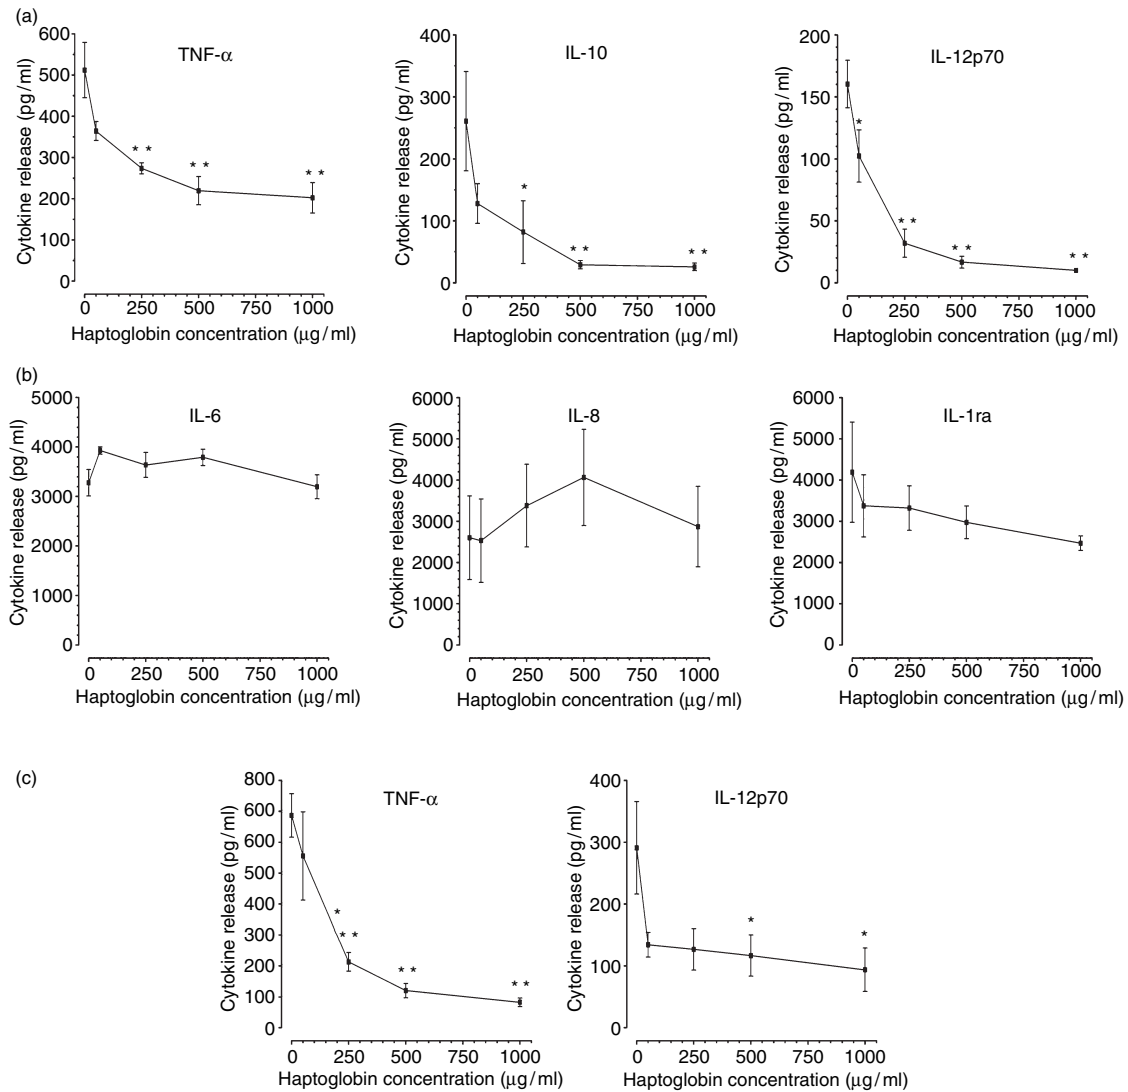 (a)
TNF-α
Cytokine release (pg/ml)
600
500
400
300
200
100
0
** ** **
0 250 500 750 1000
Haptoglobin concentration (μg/ml)
IL-10
Cytokine release (pg/ml)
400
300
200
100
0
* ** **
0 250 500 750 1000
Haptoglobin concentration (μg/ml)
IL-12p70
Cytokine release (pg/ml)
200
150
100
50
0
* ** ** **
0 250 500 750 1000
Haptoglobin concentration (μg/ml)
(b)
IL-6
Cytokine release (pg/ml)
5000
4000
3000
2000
1000
0
0 250 500 750 1000
Haptoglobin concentration (μg/ml)
IL-8
Cytokine release (pg/ml)
6000
5000
4000
3000
2000
1000
0
0 250 500 750 1000
Haptoglobin concentration (μg/ml)
IL-1ra
Cytokine release (pg/ml)
6000
5000
4000
3000
2000
1000
0
0 250 500 750 1000
Haptoglobin concentration (μg/ml)
(c)
TNF-α
Cytokine release (pg/ml)
800
600
600
500
400
300
200
100
0
*
** ** **
0 250 500 750 1000
Haptoglobin concentration (μg/ml)
IL-12p70
Cytokine release (pg/ml)
400
300
200
100
0
* *
0 250 500 750 1000
Haptoglobin concentration (μg/ml)